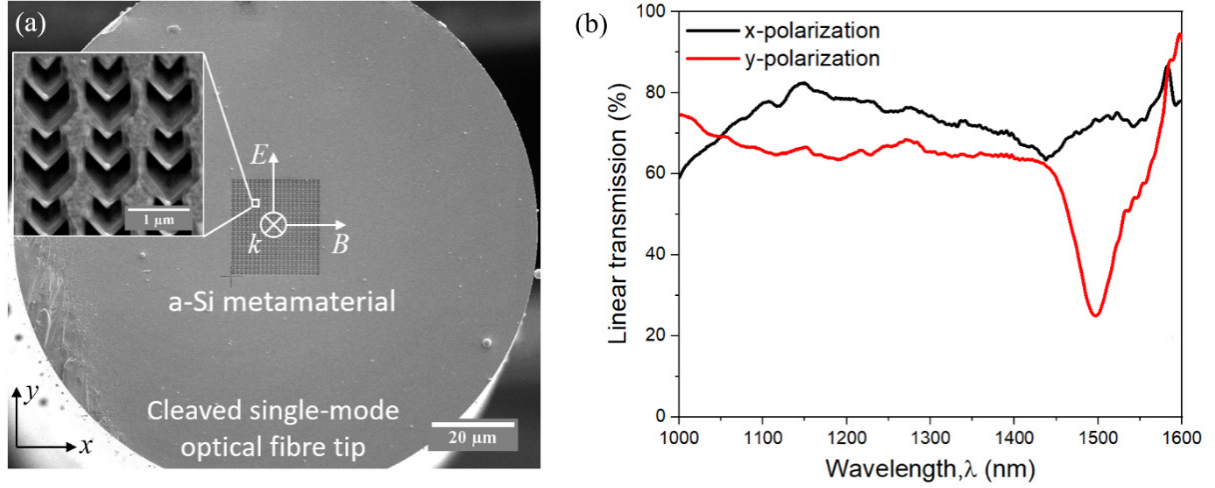 (a)
1 µm
E
k
B
a-Si metamaterial
Cleaved single-mode
optical fibre tip
y
x
20 µm
(b)
x-polarization
y-polarization
Linear transmission (%)
100
80
60
40
20
0
1000 1100 1200 1300 1400 1500 1600
Wavelength,λ (nm)